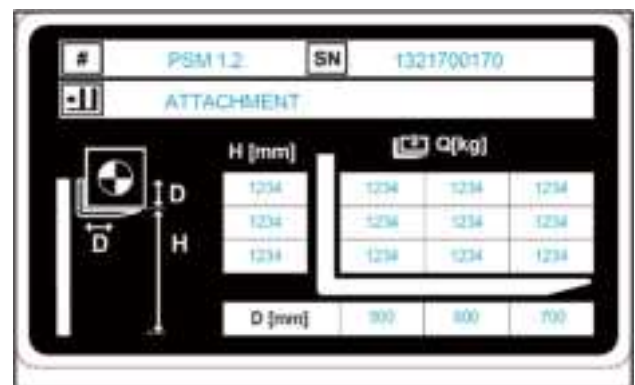 # PSM 1.2 SN 1321700170
ATTACHMENT
H [mm] Q[kg]
D 1234 1234 1234 1234
1234 1234 1234 1234
D H 1234 1234 1234 1234
D [mm] 900 800 700